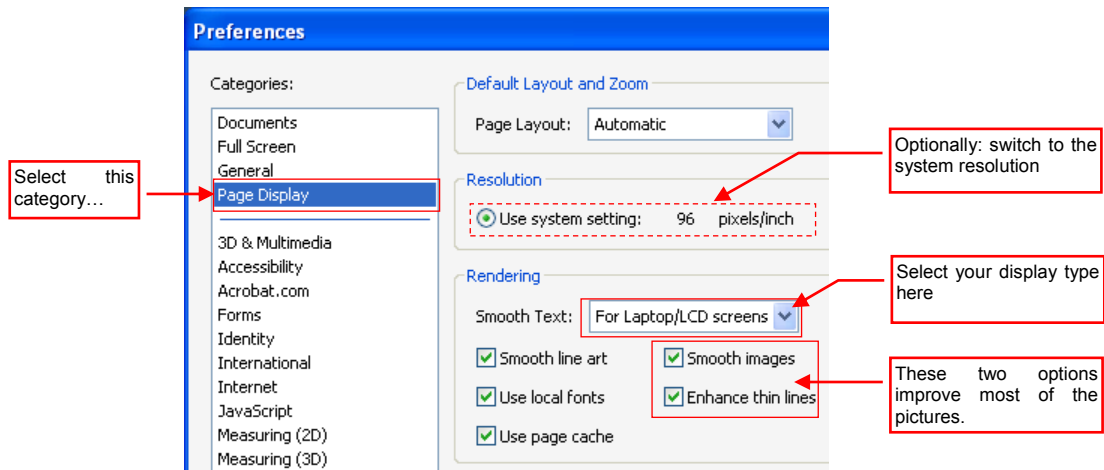 Preferences
Categories:
Documents
Full Screen
General
Page Display
3D & Multimedia
Accessibility
Acrobat.com
Forms
Identity
International
Internet
JavaScript
Measuring (2D)
Measuring (3D)
Default Layout and Zoom
Page Layout: Automatic
Resolution
Use system setting: 96 pixels/inch
Rendering
Smooth Text: For Laptop/LCD screens
Smooth line art
Smooth images
Use local fonts
Enhance thin lines
Use page cache
Select this
category…
Optionally: switch to the
system resolution
Select your display type
here
These two options
improve most of the
pictures.